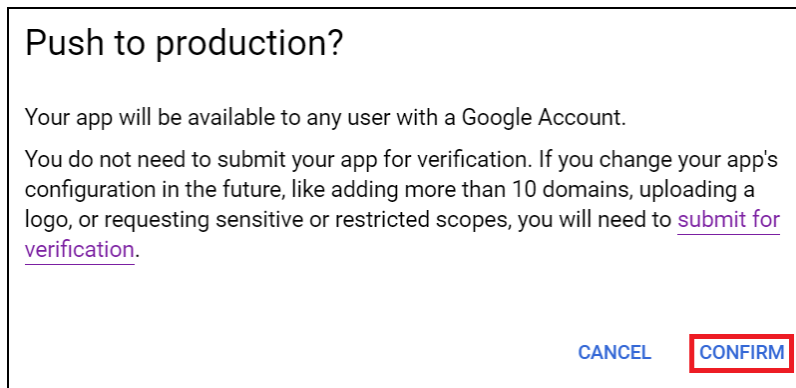 Push to production?
Your app will be available to any user with a Google Account.
You do not need to submit your app for verification. If you change your app's
configuration in the future, like adding more than 10 domains, uploading a
logo, or requesting sensitive or restricted scopes, you will need to submit for
verification.
CANCEL CONFIRM